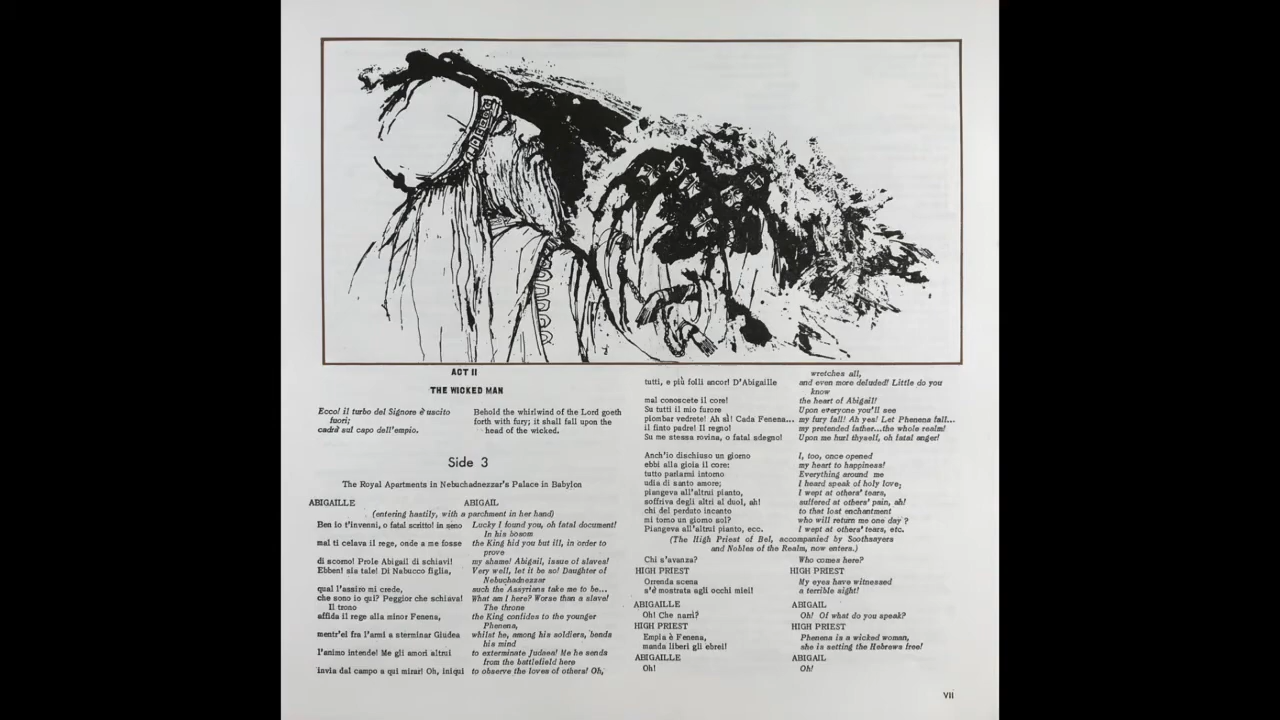 ACT II
THE WICKED MAN
Ecco! il turbo del Signore è uscito
fuori;
cadrà sul capo dell'empio.
Behold the whirlwind of the Lord goeth
forth with fury; it shall fall upon the
head of the wicked.
Side 3
The Royal Apartments in Nebuchadnezzar's Palace in Babylon
ABIGAILLE
(entering hastily, with a parchment in her hand)
Ben io t'invenni, o fatal scritto! in seno
mal ti celava il rege, onde a me fosse
di scorno! Prole Abigail di schiavi!
Ebben! sia tale! Di Nabucco figlia,
qual l'assiro mi crede,
che sono io qui? Peggior che schiava!
Il trono
affida il rege alla minor Fenena,
mentr'el fra l'armi a sterminar Giudea
l'animo intende! Me gli amori altrui
invia dal campo a qui mirar! Oh, iniqui
ABIGAIL
Lucky I found you, oh fatal document!
In his bosom
the King hid you but ill, in order to
prove
my shame! Abigail, issue of slaves!
Very well, let it be so! Daughter of
Nebuchadnezzar
such the Assyrians take me to be...
What am I here? Worse than a slave!
The throne
the King confides to the younger
Phenena,
whilst he, among his soldiers, bends
his mind
to exterminate Judaea! Me he sends
from the battlefield here
to observe the loves of others! Oh,
tutti, e più folli ancor! D'Abigaille
mal conoscete il core!
Su tutti il mio furore
piombar vedrete! Ah sì! Cada Fenena...
il finto padre! Il regno!
Su me stessa rovina, o fatal sdegno!
Anch'io dischiuso un giorno
ebbi alla gioia il core:
tutto parlarmi intorno
udia di santo amore;
piangeva all'altrui pianto,
soffriva degli altri al duol, ah!
chi del perduto incanto
mi torno un giorno sol?
Piangeva all'altrui pianto, ecc.
wretches all,
and even more deluded! Little do you
know
the heart of Abigail!
Upon everyone you'll see
my fury fall! Ah yes! Let Phenena fall...
my pretended father...the whole realm!
Upon me hurl thyself, oh fatal anger!
I, too, once opened
my heart to happiness!
Everything around me
I heard speak of holy love;
I wept at others' tears,
suffered at others' pain, ah!
to that lost enchantment
who will return me one day?
I wept at others' tears, etc.
(The High Priest of Bel, accompanied by Soothsayers
and Nobles of the Realm, now enters.)
Chi s'avanza?
HIGH PRIEST
Orrenda scena
s'è mostrata agli occhi miei!
ABIGAILLE
Oh! Che narri?
HIGH PRIEST
Empia è Fenena,
manda liberi gli ebrei!
ABIGAILLE
Oh!
Who comes here?
HIGH PRIEST
My eyes have witnessed
a terrible sight!
ABIGAIL
Oh! Of what do you speak?
HIGH PRIEST
Phenena is a wicked woman,
she is setting the Hebrews free!
ABIGAIL
Oh!
VII